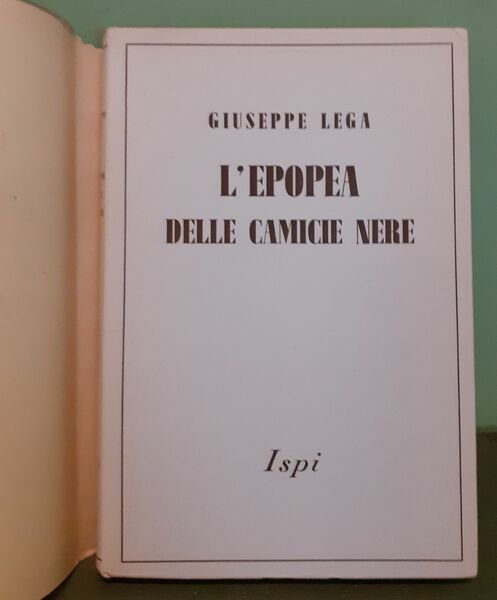 GIUSEPPE LEGA
L'EPOPEA
DELLE CAMICIE NERE
Ispi